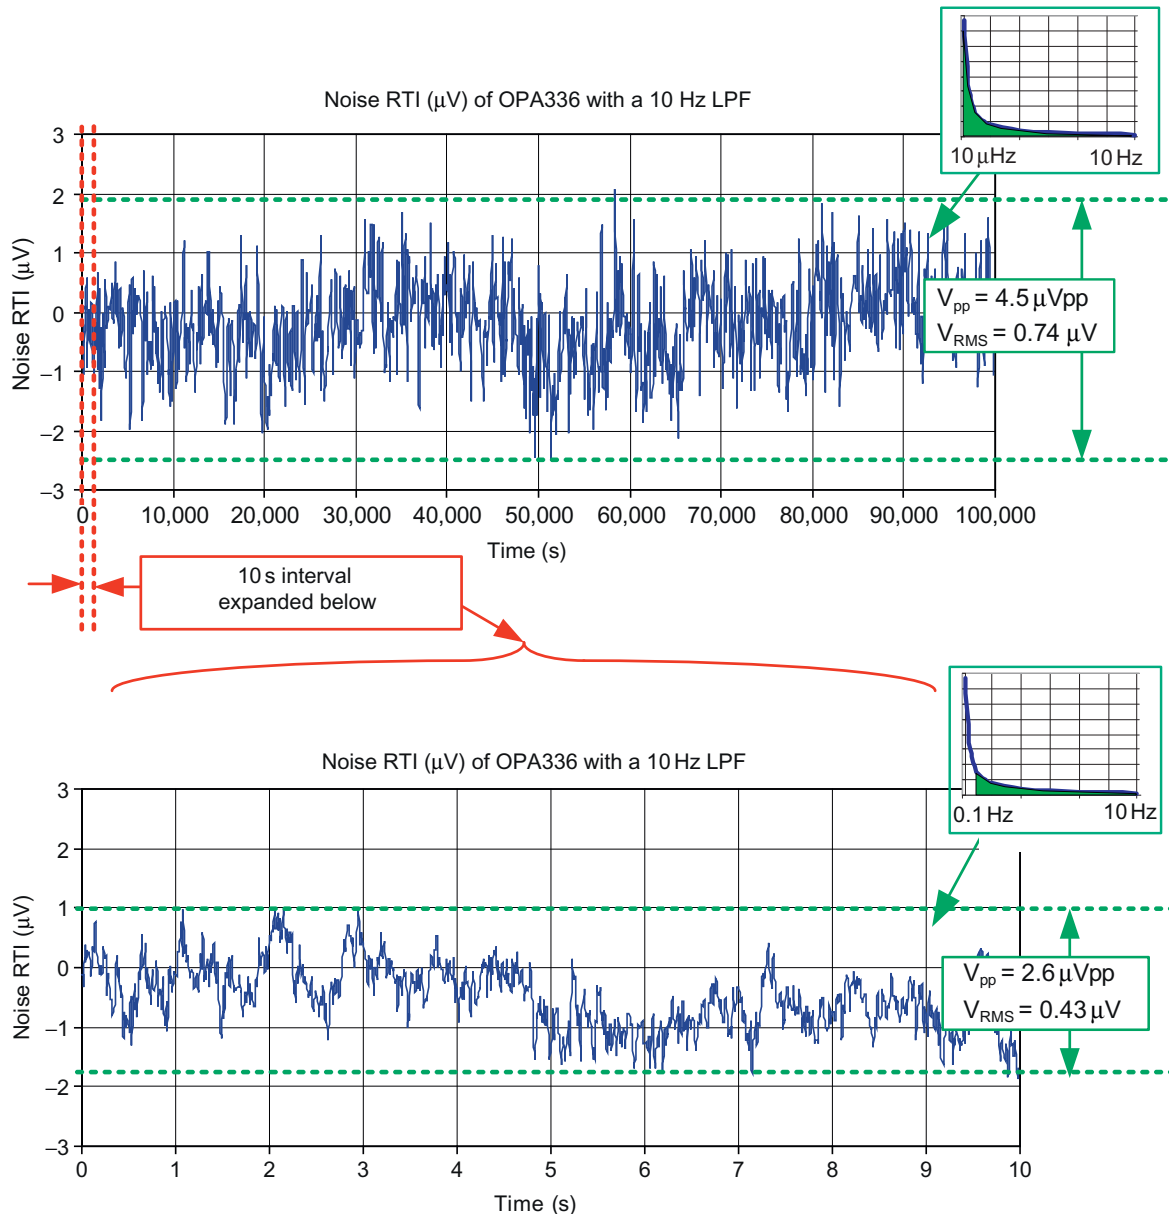 10 μHz 10 Hz
Noise RTI (μV) of OPA336 with a 10 Hz LPF
Noise RTI (μV)
3
2
1
0
–1
–2
–3
V_pp = 4.5 μVpp
V_RMS = 0.74 μV
0 10,000 20,000 30,000 40,000 50,000 60,000 70,000 80,000 90,000 100,000
Time (s)
10 s interval
expanded below
0.1 Hz 10 Hz
Noise RTI (μV) of OPA336 with a 10 Hz LPF
Noise RTI (μV)
3
2
1
0
–1
–2
–3
V_pp = 2.6 μVpp
V_RMS = 0.43 μV
0 1 2 3 4 5 6 7 8 9 10
Time (s)